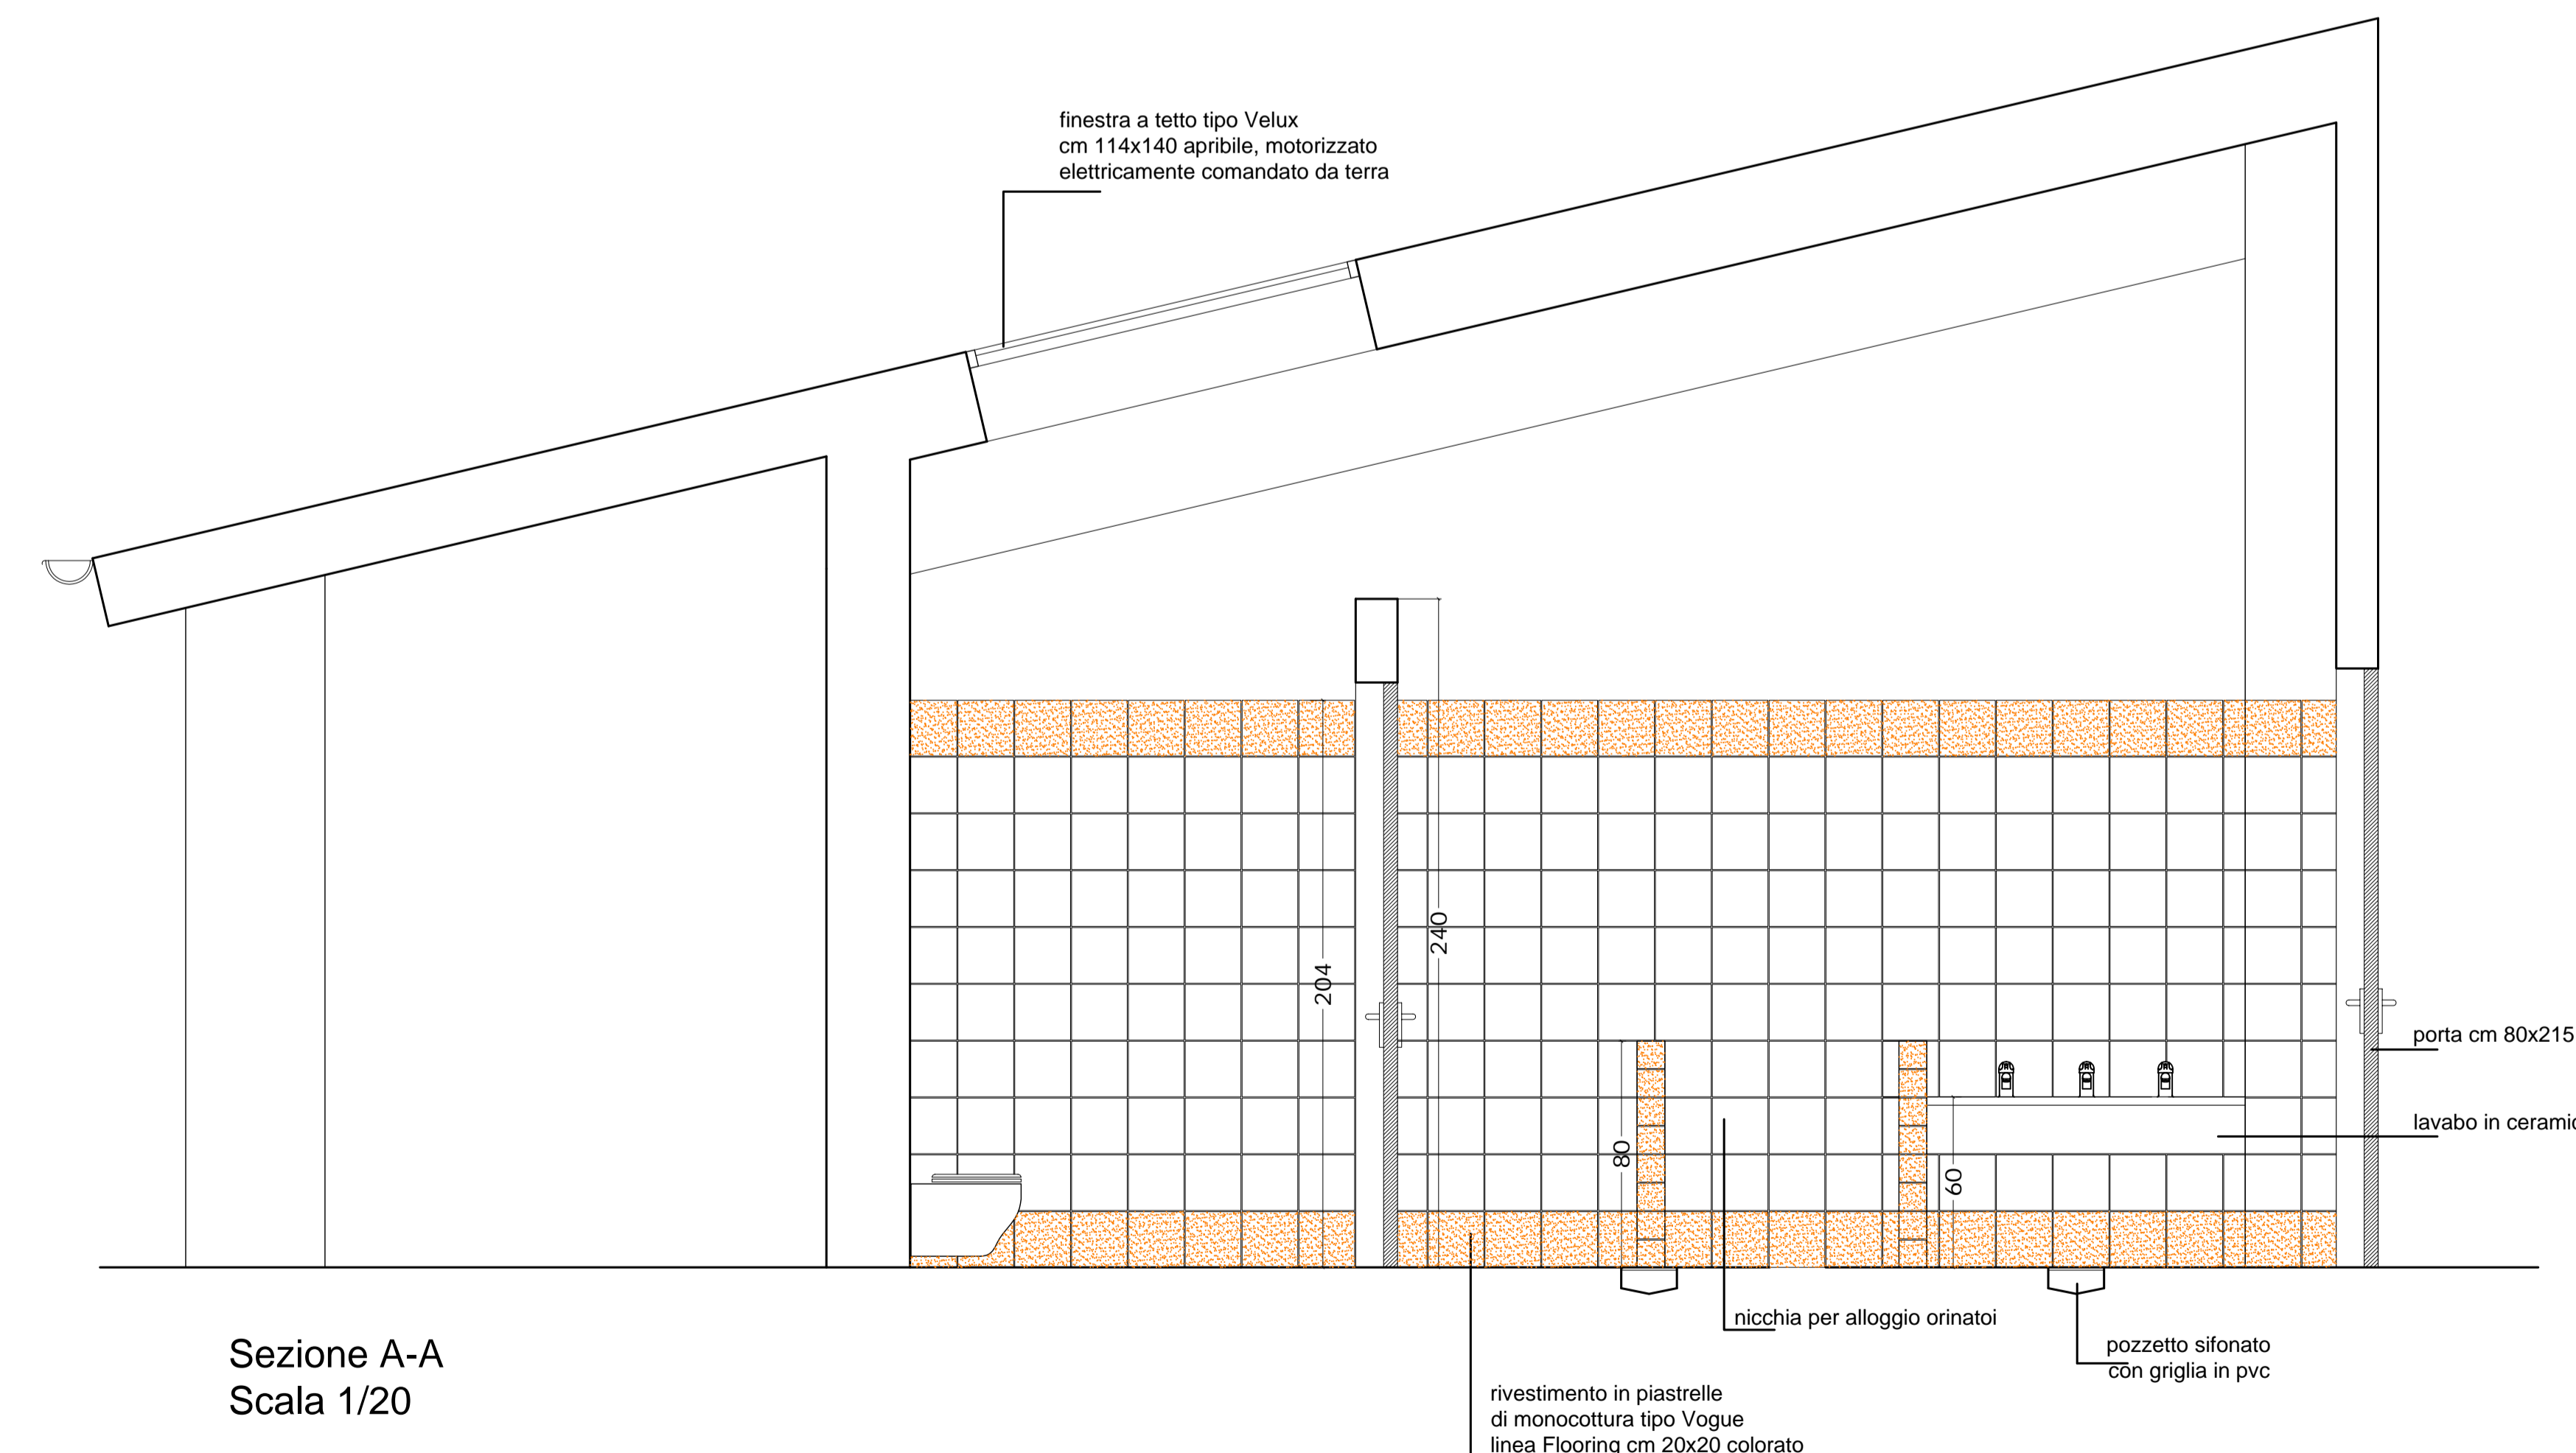 finestra a tetto tipo Velux
cm 114x140 apribile, motorizzato
elettricamente comandato da terra
240
204
porta cm 80x215
lavabo in ceramic
80
60
nicchia per alloggio orinatoi
pozzetto sifonato
con griglia in pvc
Sezione A-A
Scala 1/20
rivestimento in piastrelle
di monocottura tipo Vogue
linea Flooring cm 20x20 colorato